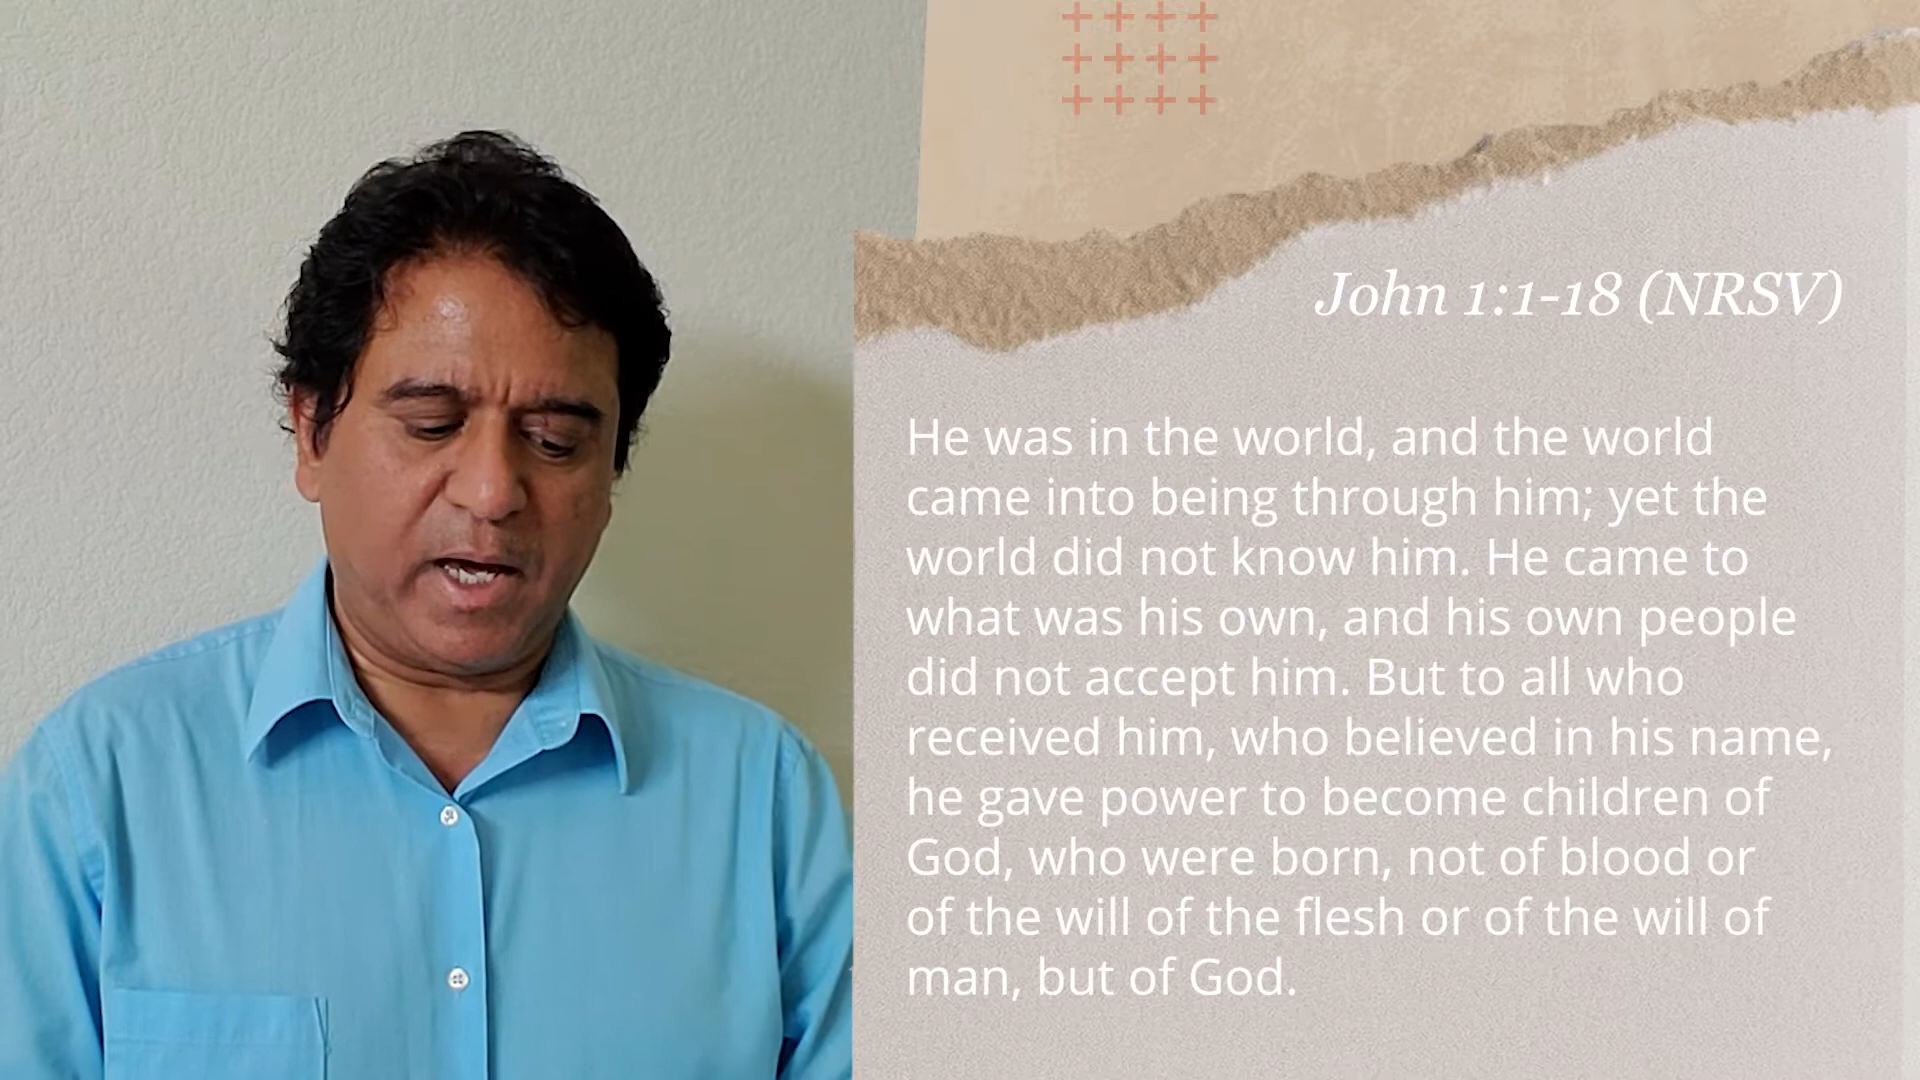 John 1:1-18 (NRSV)
He was in the world, and the world
came into being through him; yet the
world did not know him. He came to
what was his own, and his own people
did not accept him. But to all who
received him, who believed in his name,
he gave power to become children of
God, who were born, not of blood or
of the will of the flesh or of the will of
man, but of God.